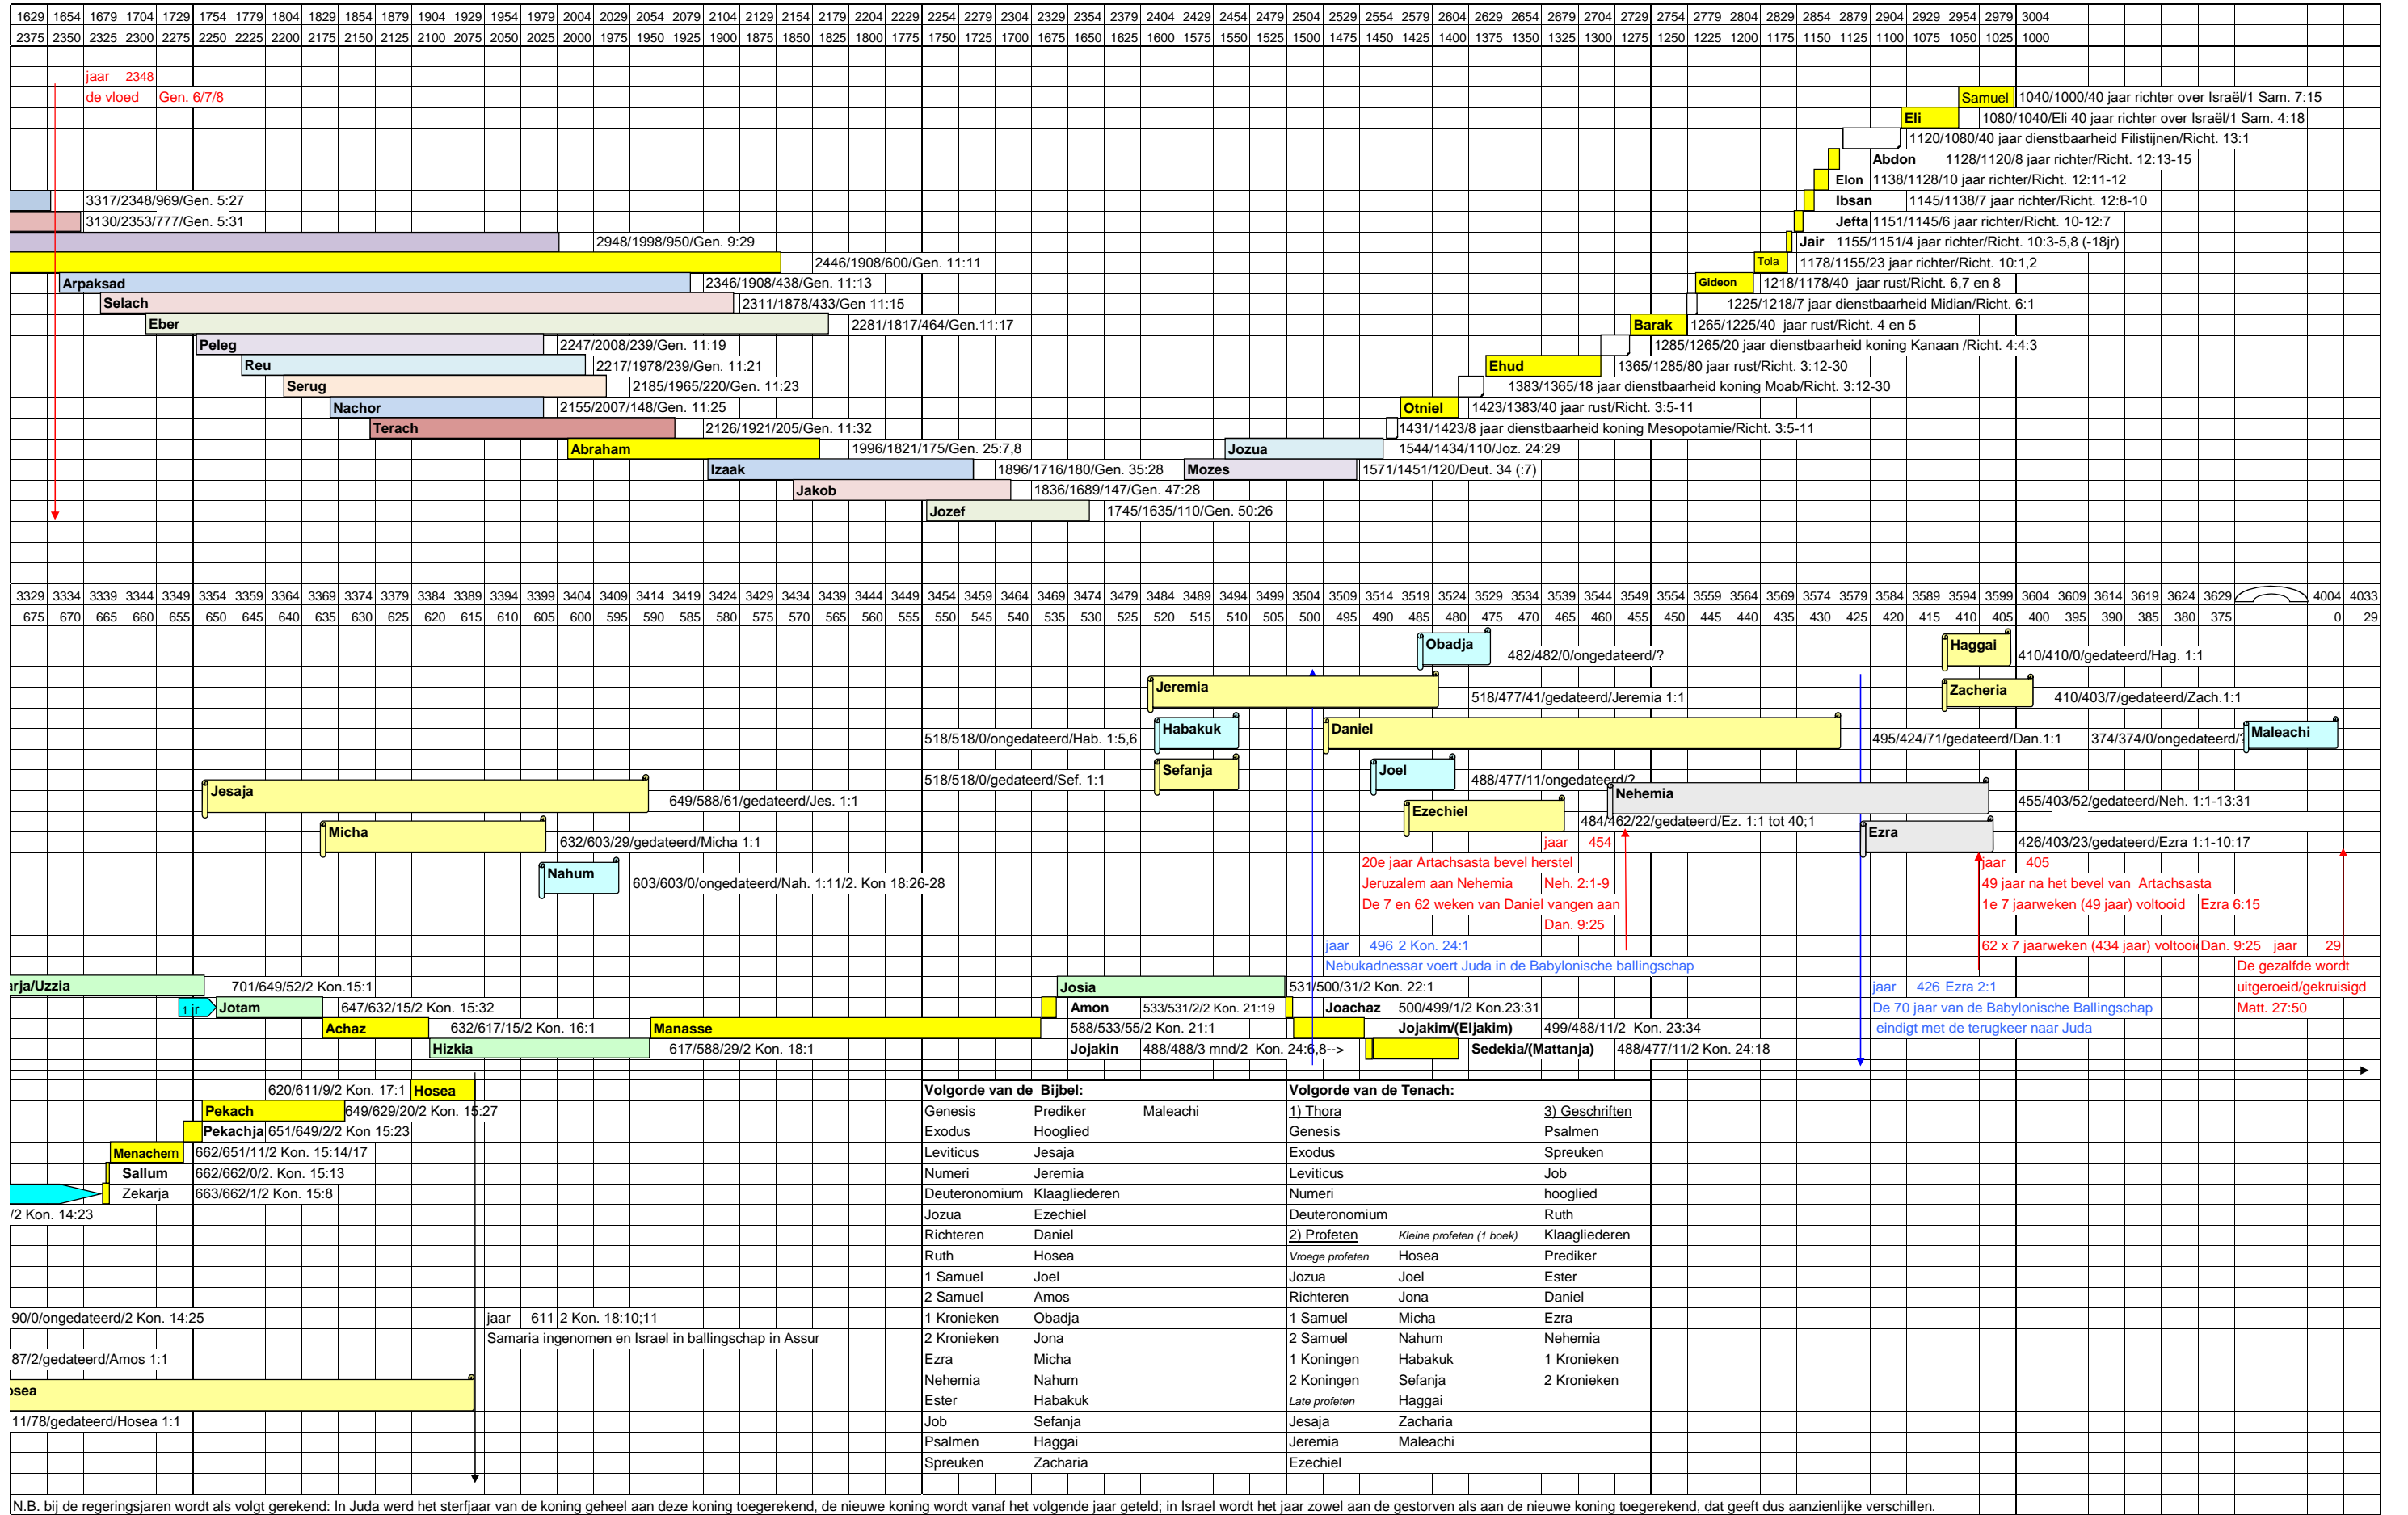 1629 1654 1679 1704 1729 1754 1779 1804 1829 1854 1879 1904 1929 1954 1979 2004 2029 2054 2079 2104 2129 2154 2179 2204 2229 2254 2279 2304 2329 2354 2379 2404 2429 2454 2479 2504 2529 2554 2579 2604 2629 2654 2679 2704 2729 2754 2779 2804 2829 2854 2879 2904 2929 2954 2979 3004
2375 2350 2325 2300 2275 2250 2225 2200 2175 2150 2125 2100 2075 2050 2025 2000 1975 1950 1925 1900 1875 1850 1825 1800 1775 1750 1725 1700 1675 1650 1625 1600 1575 1550 1525 1500 1475 1450 1425 1400 1375 1350 1325 1300 1275 1250 1225 1200 1175 1150 1125 1100 1075 1050 1025 1000
jaar 2348
de vloed Gen. 6/7/8
Samuel 1040/1000/40 jaar richter over Israël/1 Sam. 7:15
Eli 1080/1040/Eli 40 jaar richter over Israël/1 Sam. 4:18
1120/1080/40 jaar dienstbaarheid Filistijnen/Richt. 13:1
Abdon 1128/1120/8 jaar richter/Richt. 12:13-15
Elon 1138/1128/10 jaar richter/Richt. 12:11-12
3317/2348/969/Gen. 5:27 Ibsan 1145/1138/7 jaar richter/Richt. 12:8-10
3130/2353/777/Gen. 5:31 Jefta 1151/1145/6 jaar richter/Richt. 10-12:7
2948/1998/950/Gen. 9:29 Jair 1155/1151/4 jaar richter/Richt. 10:3-5,8 (-18jr)
2446/1908/600/Gen. 11:11 Tola 1178/1155/23 jaar richter/Richt. 10:1,2
Arpaksad 2346/1908/438/Gen. 11:13 Gideon 1218/1178/40 jaar rust/Richt. 6,7 en 8
Selach 2311/1878/433/Gen 11:15 1225/1218/7 jaar dienstbaarheid Midian/Richt. 6:1
Eber 2281/1817/464/Gen.11:17 Barak 1265/1225/40 jaar rust/Richt. 4 en 5
Peleg 2247/2008/239/Gen. 11:19 1285/1265/20 jaar dienstbaarheid koning Kanaan /Richt. 4:4:3
Reu 2217/1978/239/Gen. 11:21 Ehud 1365/1285/80 jaar rust/Richt. 3:12-30
Serug 2185/1965/220/Gen. 11:23 1383/1365/18 jaar dienstbaarheid koning Moab/Richt. 3:12-30
Nachor 2155/2007/148/Gen. 11:25 Otniel 1423/1383/40 jaar rust/Richt. 3:5-11
Terach 2126/1921/205/Gen. 11:32 1431/1423/8 jaar dienstbaarheid koning Mesopotamie/Richt. 3:5-11
Abraham 1996/1821/175/Gen. 25:7,8 Jozua 1544/1434/110/Joz. 24:29
Izaak 1896/1716/180/Gen. 35:28 Mozes 1571/1451/120/Deut. 34 (:7)
Jakob 1836/1689/147/Gen. 47:28
Jozef 1745/1635/110/Gen. 50:26
3329 3334 3339 3344 3349 3354 3359 3364 3369 3374 3379 3384 3389 3394 3399 3404 3409 3414 3419 3424 3429 3434 3439 3444 3449 3454 3459 3464 3469 3474 3479 3484 3489 3494 3499 3504 3509 3514 3519 3524 3529 3534 3539 3544 3549 3554 3559 3564 3569 3574 3579 3584 3589 3594 3599 3604 3609 3614 3619 3624 3629 4004 4033
675 670 665 660 655 650 645 640 635 630 625 620 615 610 605 600 595 590 585 580 575 570 565 560 555 550 545 540 535 530 525 520 515 510 505 500 495 490 485 480 475 470 465 460 455 450 445 440 435 430 425 420 415 410 405 400 395 390 385 380 375 0 29
Obadja 482/482/0/ongedateerd/? Haggai 410/410/0/gedateerd/Hag. 1:1
Jeremia 518/477/41/gedateerd/Jeremia 1:1 Zacheria 410/403/7/gedateerd/Zach.1:1
518/518/0/ongedateerd/Hab. 1:5,6 Habakuk Daniel 495/424/71/gedateerd/Dan.1:1 374/374/0/ongedateerd/? Maleachi
518/518/0/gedateerd/Sef. 1:1 Sefanja Joel 488/477/11/ongedateerd/?
Jesaja 649/588/61/gedateerd/Jes. 1:1 Nehemia 455/403/52/gedateerd/Neh. 1:1-13:31
Ezechiel 484/462/22/gedateerd/Ez. 1:1 tot 40;1
Micha 632/603/29/gedateerd/Micha 1:1 Ezra 426/403/23/gedateerd/Ezra 1:1-10:17
jaar 454
jaar 405
Nahum 603/603/0/ongedateerd/Nah. 1:11/2. Kon 18:26-28
20e jaar Artachsasta bevel herstel
Jeruzalem aan Nehemia Neh. 2:1-9
De 7 en 62 weken van Daniel vangen aan
Dan. 9:25
49 jaar na het bevel van Artachsasta
1e 7 jaarweken (49 jaar) voltooid Ezra 6:15
62 x 7 jaarweken (434 jaar) voltooid Dan. 9:25 jaar 29
De gezalfde wordt
uitgeroeid/gekruisigd
Matt. 27:50
jaar 496 2 Kon. 24:1
Nebukadnessar voert Juda in de Babylonische ballingschap
jaar 426 Ezra 2:1
De 70 jaar van de Babylonische Ballingschap
eindigt met de terugkeer naar Juda
arja/Uzzia 701/649/52/2 Kon.15:1 Josia 531/500/31/2 Kon. 22:1
1 jr Jotam 647/632/15/2 Kon. 15:32 Amon 533/531/2/2 Kon. 21:19 Joachaz 500/499/1/2 Kon.23:31
Achaz 632/617/15/2 Kon. 16:1 Manasse 588/533/55/2 Kon. 21:1 Jojakim/(Eljakim) 499/488/11/2 Kon. 23:34
Hizkia 617/588/29/2 Kon. 18:1 Jojakin 488/488/3 mnd/2 Kon. 24:6,8--> Sedekia/(Mattanja) 488/477/11/2 Kon. 24:18
620/611/9/2 Kon. 17:1 Hosea
Pekach 649/629/20/2 Kon. 15:27
Pekachja 651/649/2/2 Kon 15:23
Menachem 662/651/11/2 Kon. 15:14/17
Sallum 662/662/0/2. Kon. 15:13
Zekarja 663/662/1/2 Kon. 15:8
/2 Kon. 14:23
90/0/ongedateerd/2 Kon. 14:25
jaar 611 2 Kon. 18:10;11
Samaria ingenomen en Israel in ballingschap in Assur
87/2/gedateerd/Amos 1:1
osea
11/78/gedateerd/Hosea 1:1
Volgorde van de Bijbel:
Genesis Prediker Maleachi
Exodus Hooglied
Leviticus Jesaja
Numeri Jeremia
Deuteronomium Klaagliederen
Jozua Ezechiel
Richteren Daniel
Ruth Hosea
1 Samuel Joel
2 Samuel Amos
1 Kronieken Obadja
2 Kronieken Jona
Ezra Micha
Nehemia Nahum
Ester Habakuk
Job Sefanja
Psalmen Haggai
Spreuken Zacharia
Volgorde van de Tenach:
1) Thora 3) Geschriften
Genesis Psalmen
Exodus Spreuken
Leviticus Job
Numeri hooglied
Deuteronomium Ruth
2) Profeten Kleine profeten (1 boek) Klaagliederen
Vroege profeten Hosea Prediker
Jozua Joel Ester
Richteren Jona Daniel
1 Samuel Micha Ezra
2 Samuel Nahum Nehemia
1 Koningen Habakuk 1 Kronieken
2 Koningen Sefanja 2 Kronieken
Late profeten Haggai
Jesaja Zacharia
Jeremia Maleachi
Ezechiel
N.B. bij de regeringsjaren wordt als volgt gerekend: In Juda werd het sterfjaar van de koning geheel aan deze koning toegerekend, de nieuwe koning wordt vanaf het volgende jaar geteld; in Israel wordt het jaar zowel aan de gestorven als aan de nieuwe koning toegerekend, dat geeft dus aanzienlijke verschillen.